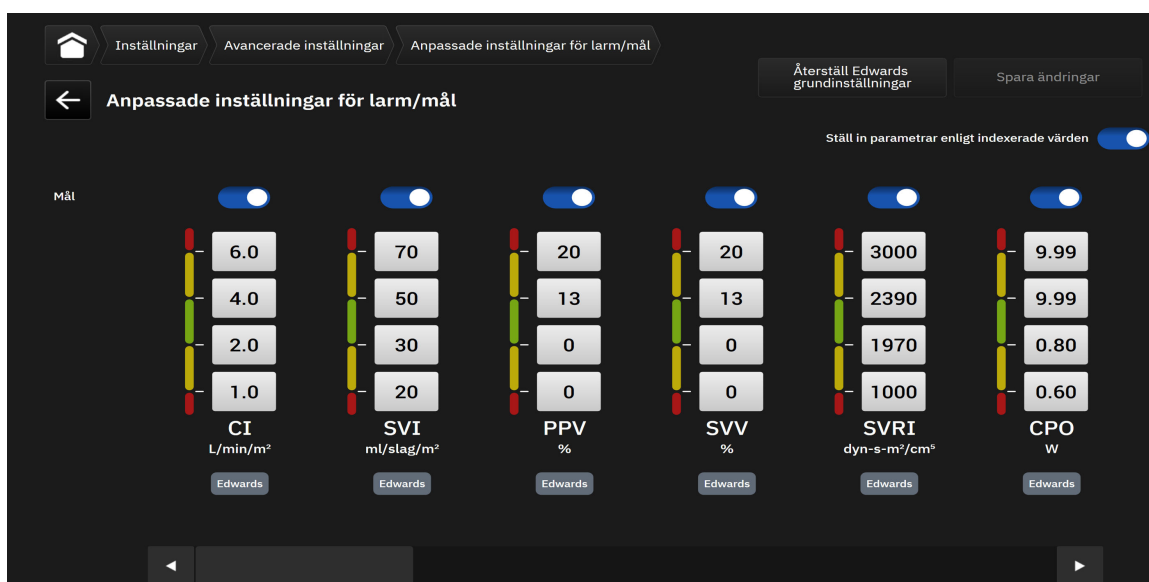 Inställningar Avancerade inställningar Anpassade inställningar för larm/mål
Återställ Edwards
grundinställningar
Spara ändringar
Anpassade inställningar för larm/mål
Ställ in parametrar enligt indexerade värden
Mål
6.0 70 20 20 3000 9.99
4.0 50 13 13 2390 9.99
2.0 30 0 0 1970 0.80
1.0 20 0 0 1000 0.60
CI SVI PPV SVV SVRI CPO
L/min/m² ml/slag/m² % % dyn-s-m²/cm⁵ W
Edwards Edwards Edwards Edwards Edwards Edwards